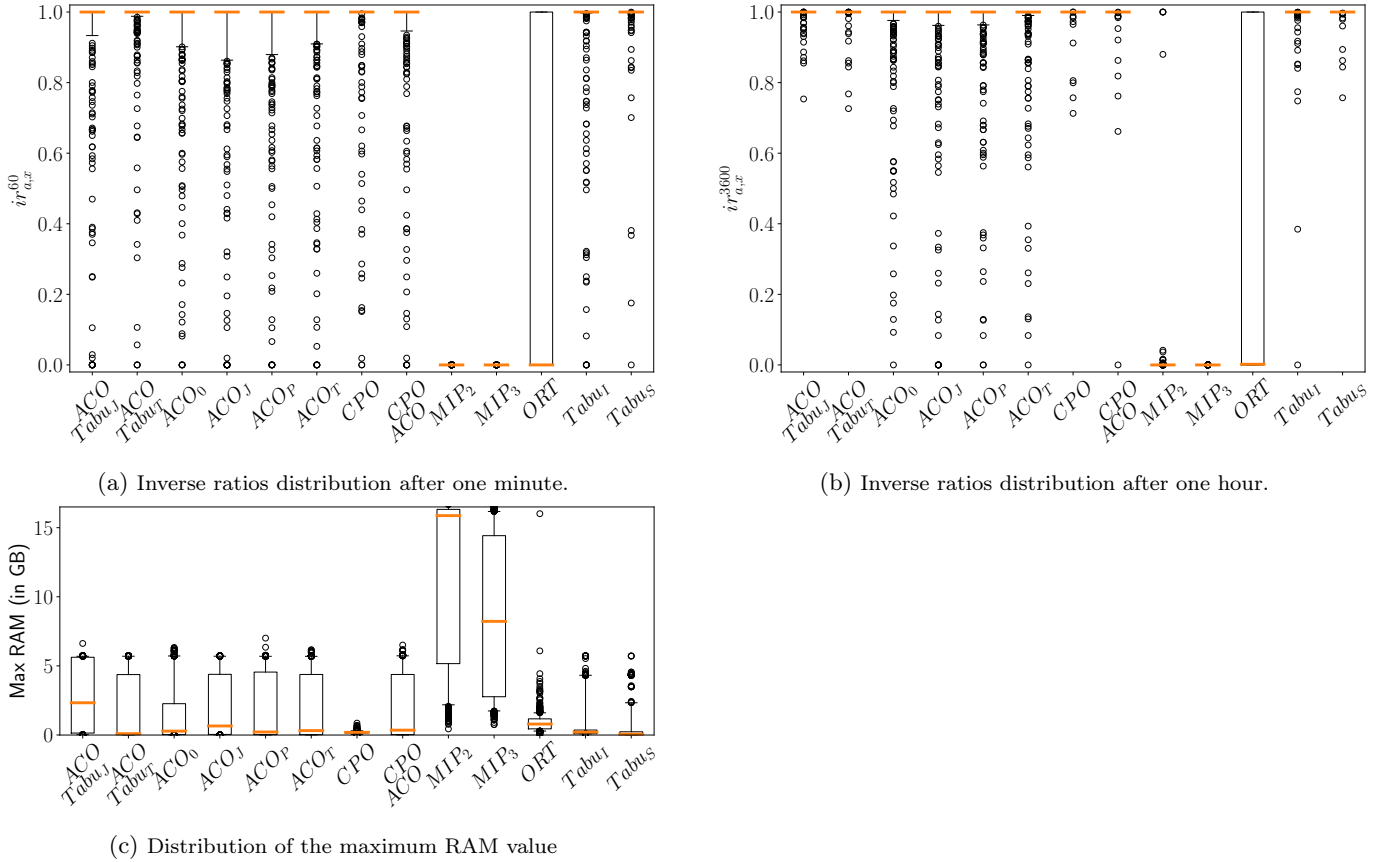 1.0
0.8
0.6
0.4
0.2
0.0
ir^{60}_{a,x}
ACO Tabu_J
ACO Tabu_T
ACO_0
ACO_J
ACO_P
ACO_T
CPO
CPO ACO
MIP_2
MIP_3
ORT
Tabu_I
Tabu_S
(a) Inverse ratios distribution after one minute.
1.0
0.8
0.6
0.4
0.2
0.0
ir^{3600}_{a,x}
ACO Tabu_J
ACO Tabu_T
ACO_0
ACO_J
ACO_P
ACO_T
CPO
CPO ACO
MIP_2
MIP_3
ORT
Tabu_I
Tabu_S
(b) Inverse ratios distribution after one hour.
15
10
5
0
Max RAM (in GB)
ACO Tabu_J
ACO Tabu_T
ACO_0
ACO_J
ACO_P
ACO_T
CPO
CPO ACO
MIP_2
MIP_3
ORT
Tabu_I
Tabu_S
(c) Distribution of the maximum RAM value